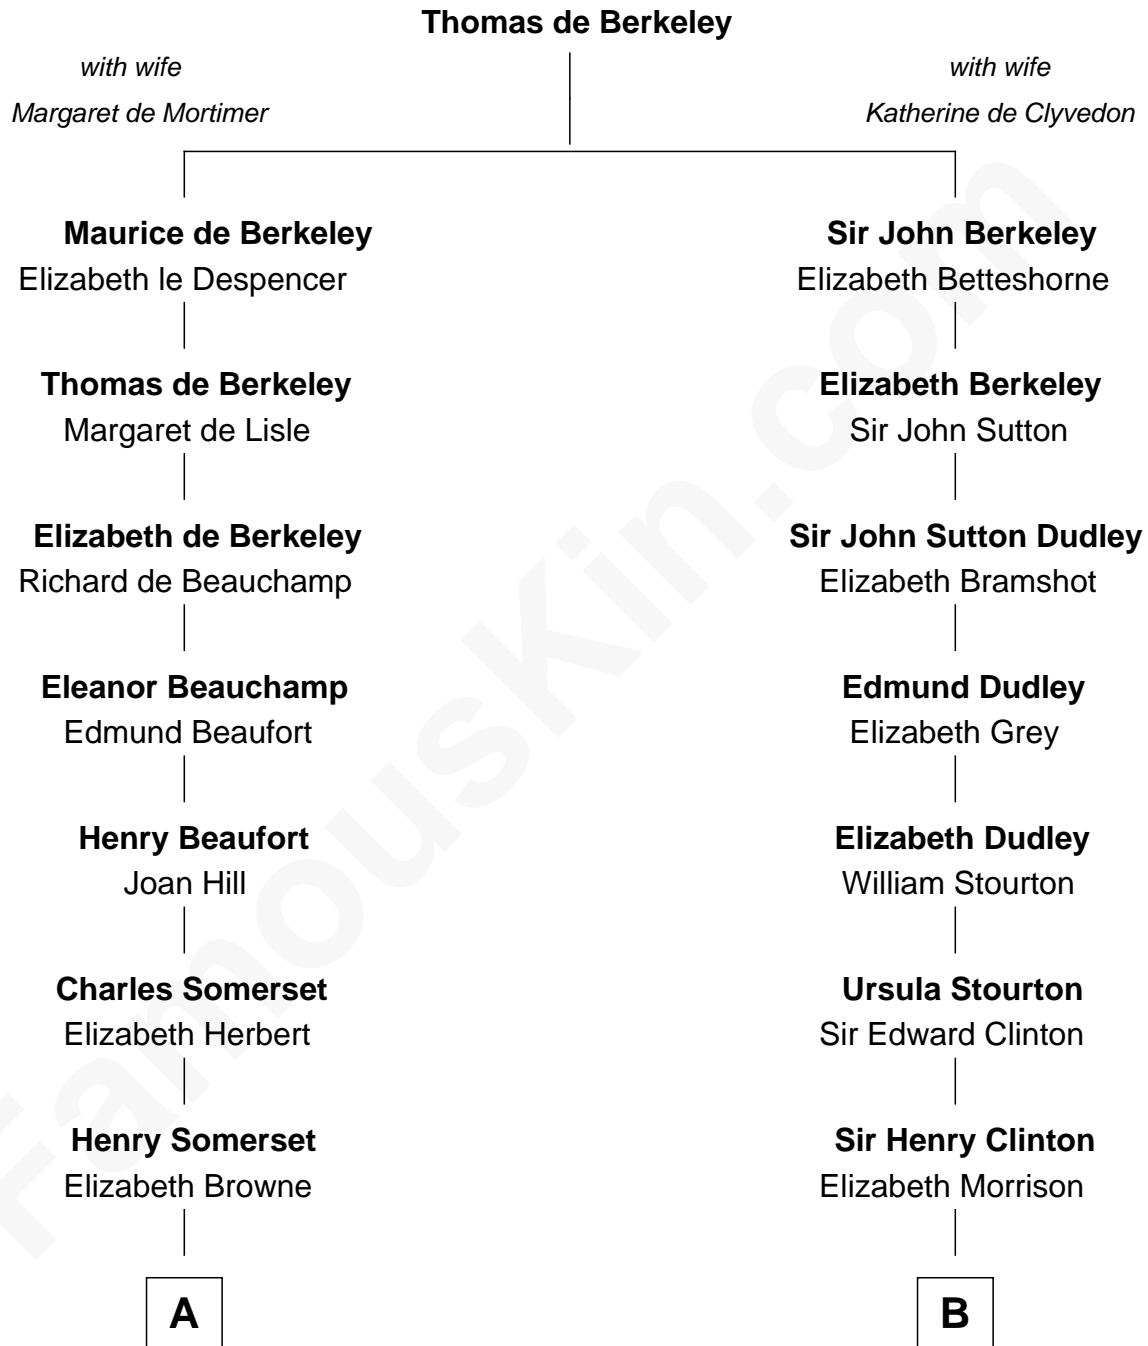 Thomas de Berkeley
with wife
Margaret de Mortimer
with wife
Katherine de Clyvedon
Maurice de Berkeley
Elizabeth le Despencer
Sir John Berkeley
Elizabeth Betteshorne
Thomas de Berkeley
Margaret de Lisle
Elizabeth Berkeley
Sir John Sutton
Elizabeth de Berkeley
Richard de Beauchamp
Sir John Sutton Dudley
Elizabeth Bramshot
Eleanor Beauchamp
Edmund Beaufort
Edmund Dudley
Elizabeth Grey
Henry Beaufort
Joan Hill
Elizabeth Dudley
William Stourton
Charles Somerset
Elizabeth Herbert
Ursula Stourton
Sir Edward Clinton
Henry Somerset
Elizabeth Browne
Sir Henry Clinton
Elizabeth Morrison
A
B
FamousKin.com